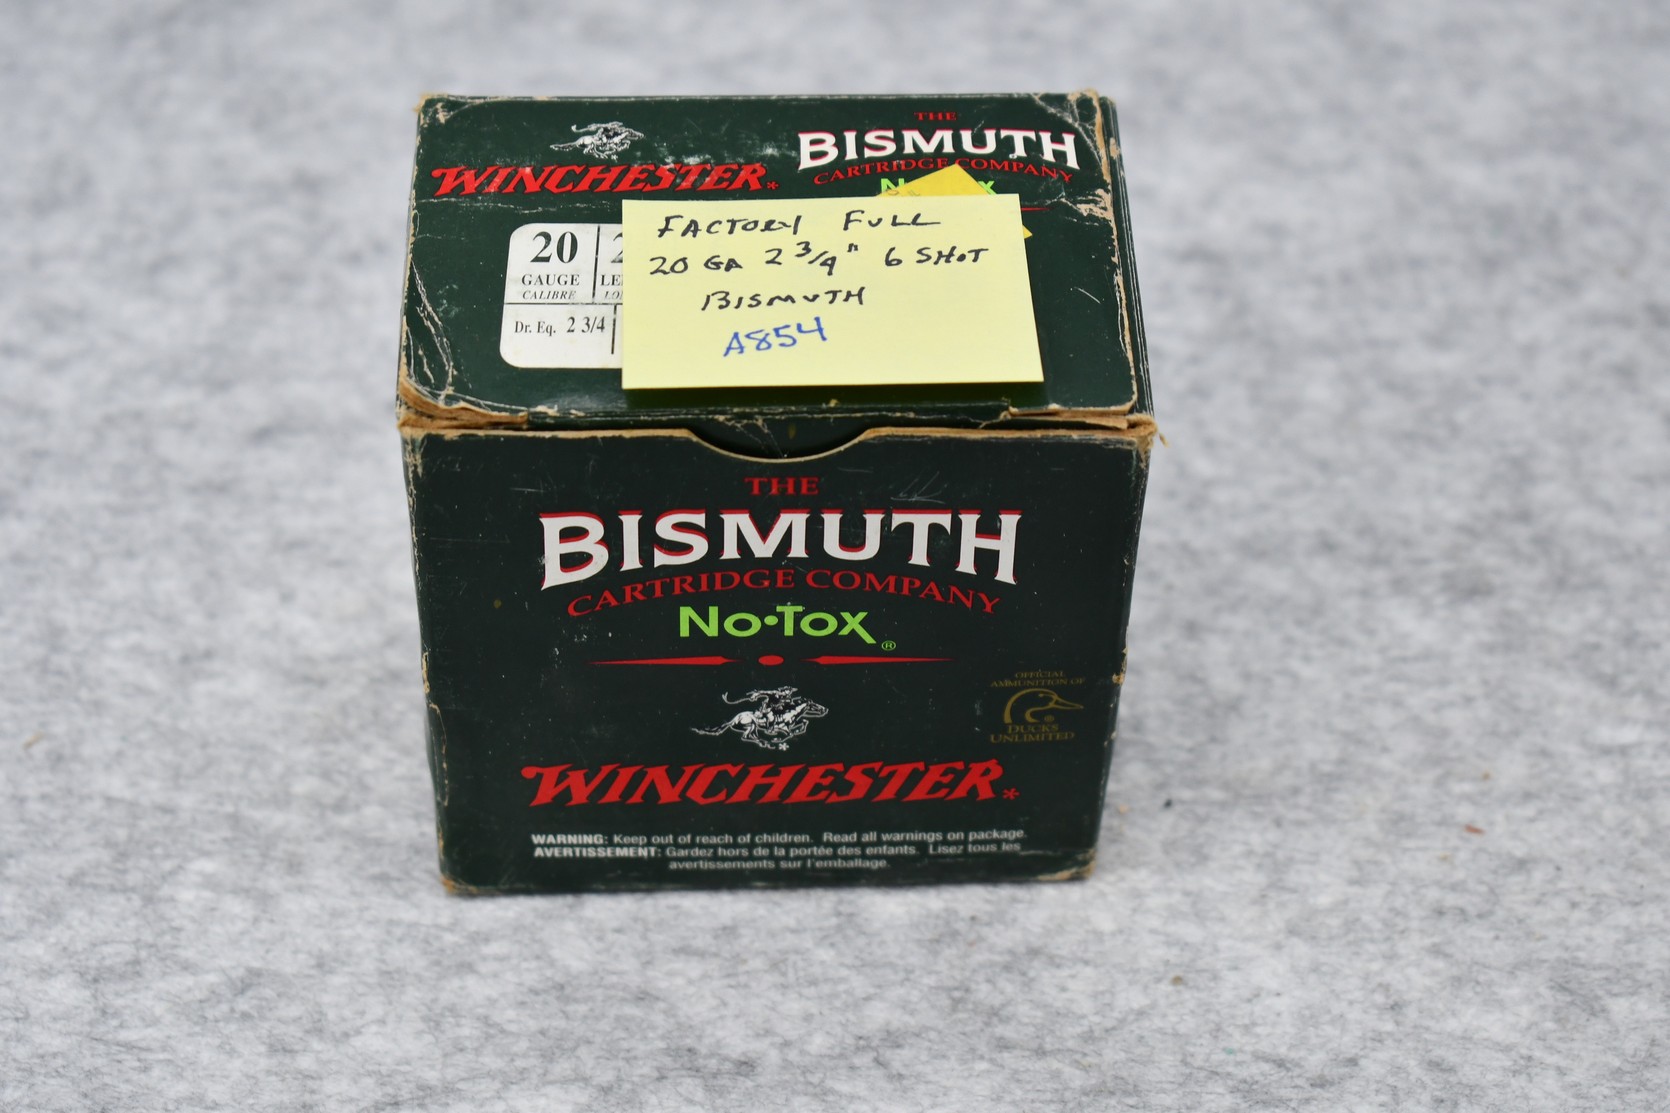 WINCHESTER
THE
BISMUTH
CARTRIDGE COMPANY
FACTORY FULL
20 GA 2 3/4" 6 SHOT
BISMUTH
A854
20
GAUGE
CALIBRE
Dr. Eq. 2 3/4
THE
BISMUTH
CARTRIDGE COMPANY
No•Tox®
OFFICIAL
AMMUNITION OF
DUCKS
UNLIMITED
WINCHESTER
WARNING: Keep out of reach of children. Read all warnings on package.
AVERTISSEMENT: Gardez hors de la portée des enfants. Lisez tous les
avertissements sur l'emballage.